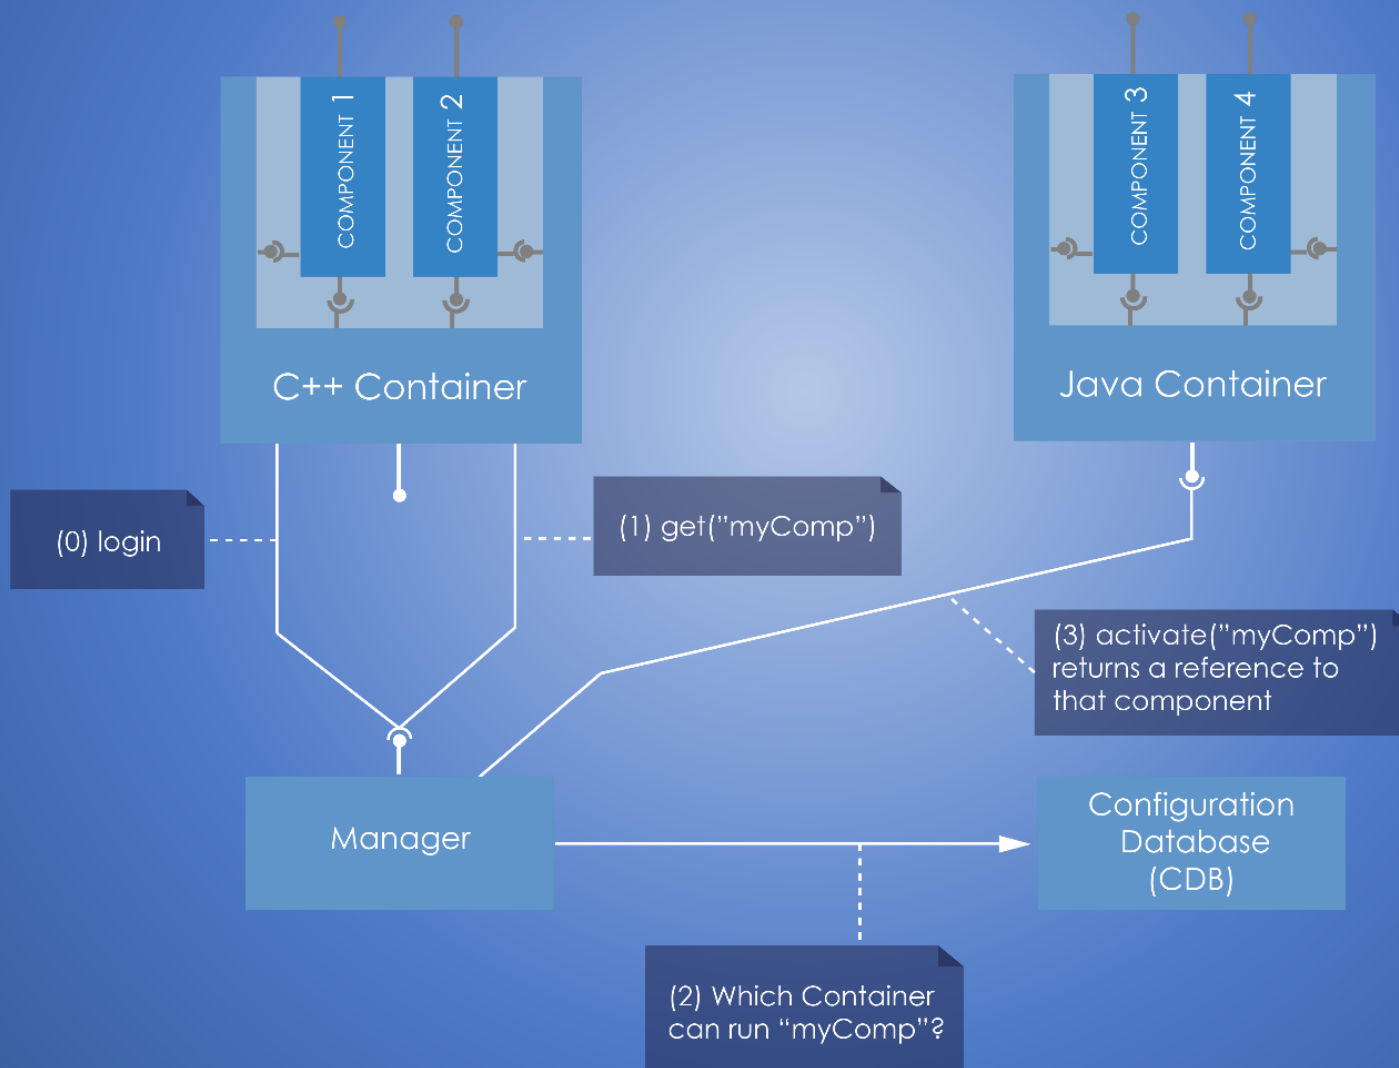 COMPONENT 1
COMPONENT 2
COMPONENT 3
COMPONENT 4
C++ Container
Java Container
(0) login
(1) get(”myComp”)
(3) activate(”myComp”)
returns a reference to
that component
Manager
Configuration
Database
(CDB)
(2) Which Container
can run “myComp”?